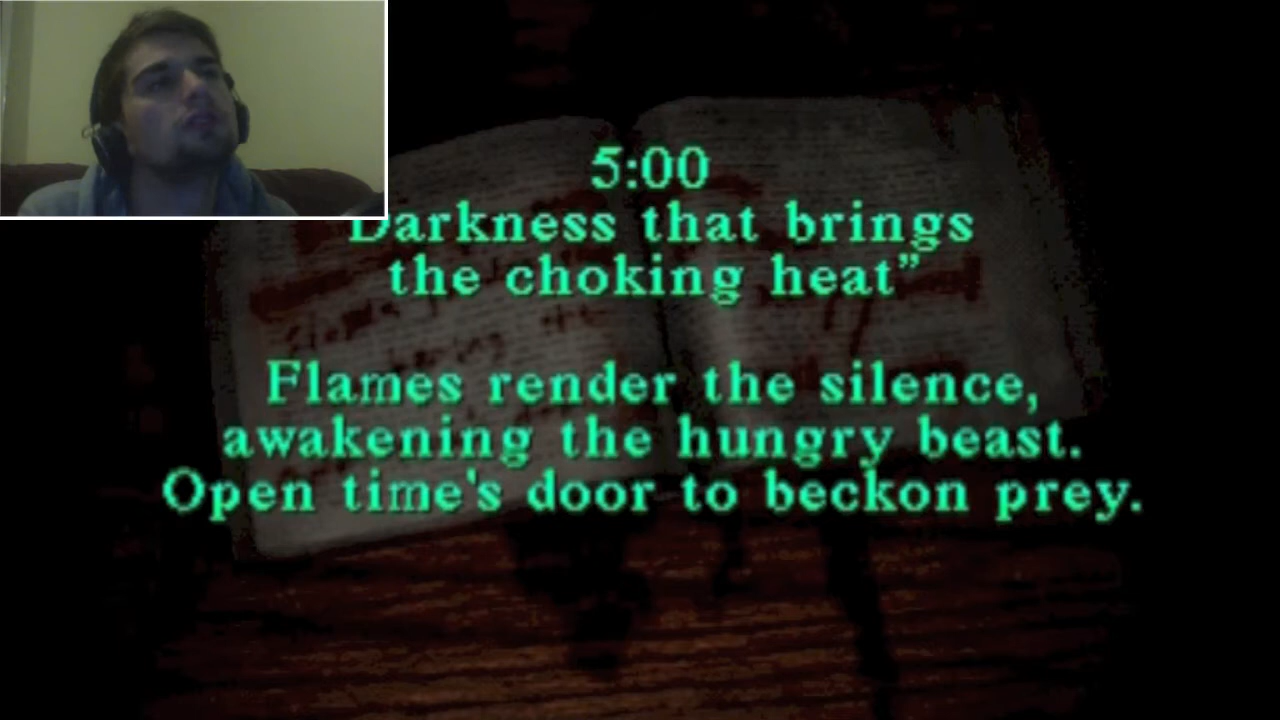 5:00
Darkness that brings
the choking heat”
Flames render the silence,
awakening the hungry beast.
Open time's door to beckon prey.